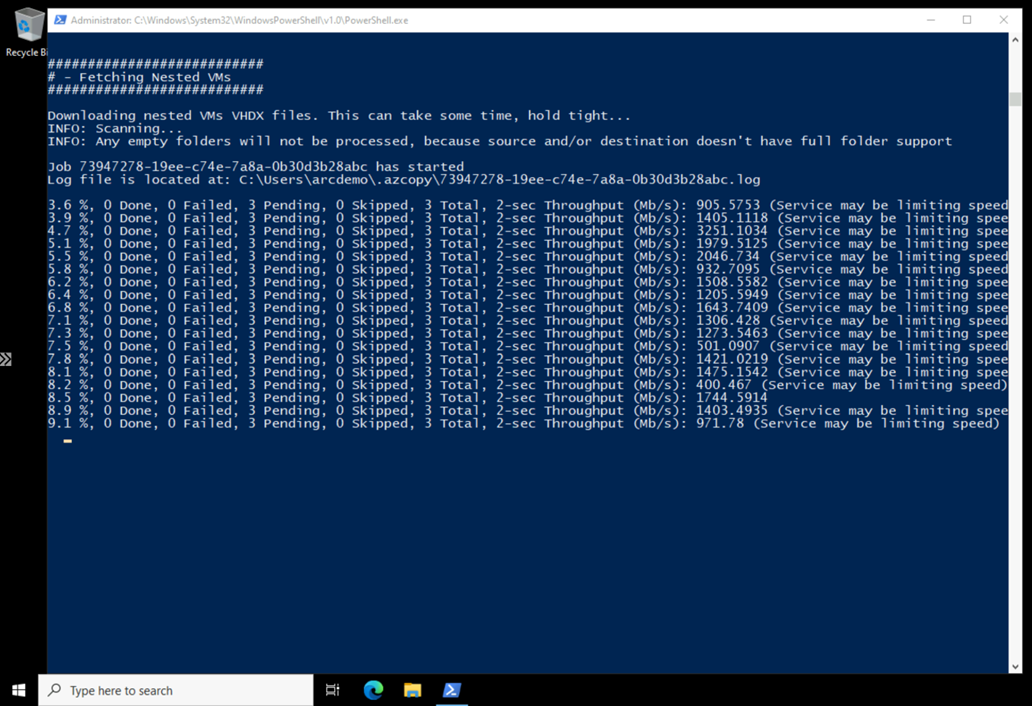 Administrator: C:\Windows\System32\WindowsPowerShell\v1.0\PowerShell.exe
Recycle Bi
###########################
# - Fetching Nested VMs
###########################
Downloading nested VMs VHDX files. This can take some time, hold tight...
INFO: Scanning...
INFO: Any empty folders will not be processed, because source and/or destination doesn't have full folder support
Job 73947278-19ee-c74e-7a8a-0b30d3b28abc has started
Log file is located at: C:\Users\arcdemo\.azcopy\73947278-19ee-c74e-7a8a-0b30d3b28abc.log
3.6 %, 0 Done, 0 Failed, 3 Pending, 0 Skipped, 3 Total, 2-sec Throughput (Mb/s): 905.5753 (Service may be limiting speed
3.9 %, 0 Done, 0 Failed, 3 Pending, 0 Skipped, 3 Total, 2-sec Throughput (Mb/s): 1405.1118 (Service may be limiting spee
4.7 %, 0 Done, 0 Failed, 3 Pending, 0 Skipped, 3 Total, 2-sec Throughput (Mb/s): 3251.1034 (Service may be limiting spee
5.1 %, 0 Done, 0 Failed, 3 Pending, 0 Skipped, 3 Total, 2-sec Throughput (Mb/s): 1979.5125 (Service may be limiting spee
5.5 %, 0 Done, 0 Failed, 3 Pending, 0 Skipped, 3 Total, 2-sec Throughput (Mb/s): 2046.734 (Service may be limiting speed
5.8 %, 0 Done, 0 Failed, 3 Pending, 0 Skipped, 3 Total, 2-sec Throughput (Mb/s): 932.7095 (Service may be limiting speed
6.2 %, 0 Done, 0 Failed, 3 Pending, 0 Skipped, 3 Total, 2-sec Throughput (Mb/s): 1508.5582 (Service may be limiting spee
6.4 %, 0 Done, 0 Failed, 3 Pending, 0 Skipped, 3 Total, 2-sec Throughput (Mb/s): 1205.5949 (Service may be limiting spee
6.8 %, 0 Done, 0 Failed, 3 Pending, 0 Skipped, 3 Total, 2-sec Throughput (Mb/s): 1643.7409 (Service may be limiting spee
7.1 %, 0 Done, 0 Failed, 3 Pending, 0 Skipped, 3 Total, 2-sec Throughput (Mb/s): 1306.428 (Service may be limiting speed
7.3 %, 0 Done, 0 Failed, 3 Pending, 0 Skipped, 3 Total, 2-sec Throughput (Mb/s): 1273.5463 (Service may be limiting spee
7.5 %, 0 Done, 0 Failed, 3 Pending, 0 Skipped, 3 Total, 2-sec Throughput (Mb/s): 501.0907 (Service may be limiting speed
7.8 %, 0 Done, 0 Failed, 3 Pending, 0 Skipped, 3 Total, 2-sec Throughput (Mb/s): 1421.0219 (Service may be limiting spee
8.1 %, 0 Done, 0 Failed, 3 Pending, 0 Skipped, 3 Total, 2-sec Throughput (Mb/s): 1475.1542 (Service may be limiting spee
8.2 %, 0 Done, 0 Failed, 3 Pending, 0 Skipped, 3 Total, 2-sec Throughput (Mb/s): 400.467 (Service may be limiting speed)
8.5 %, 0 Done, 0 Failed, 3 Pending, 0 Skipped, 3 Total, 2-sec Throughput (Mb/s): 1744.5914
8.9 %, 0 Done, 0 Failed, 3 Pending, 0 Skipped, 3 Total, 2-sec Throughput (Mb/s): 1403.4935 (Service may be limiting spee
9.1 %, 0 Done, 0 Failed, 3 Pending, 0 Skipped, 3 Total, 2-sec Throughput (Mb/s): 971.78 (Service may be limiting speed)
Type here to search